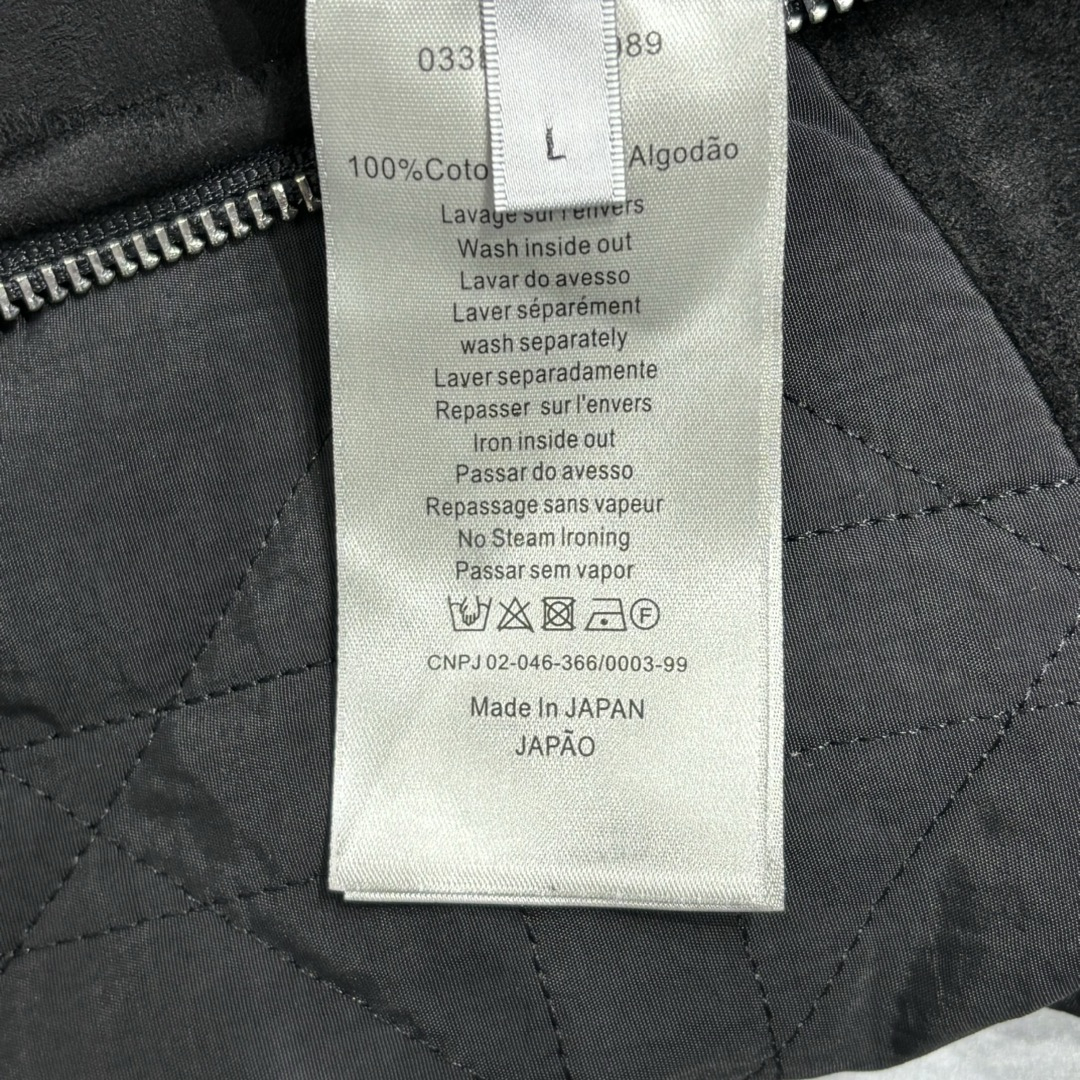 L
100%Coto Algodão
Lavage sur l'envers
Wash inside out
Lavar do avesso
Laver séparément
wash separately
Laver separadamente
Repasser sur l'envers
Iron inside out
Passar do avesso
Repassage sans vapeur
No Steam Ironing
Passar sem vapor
F
CNPJ 02-046-366/0003-99
Made In JAPAN
JAPÃO